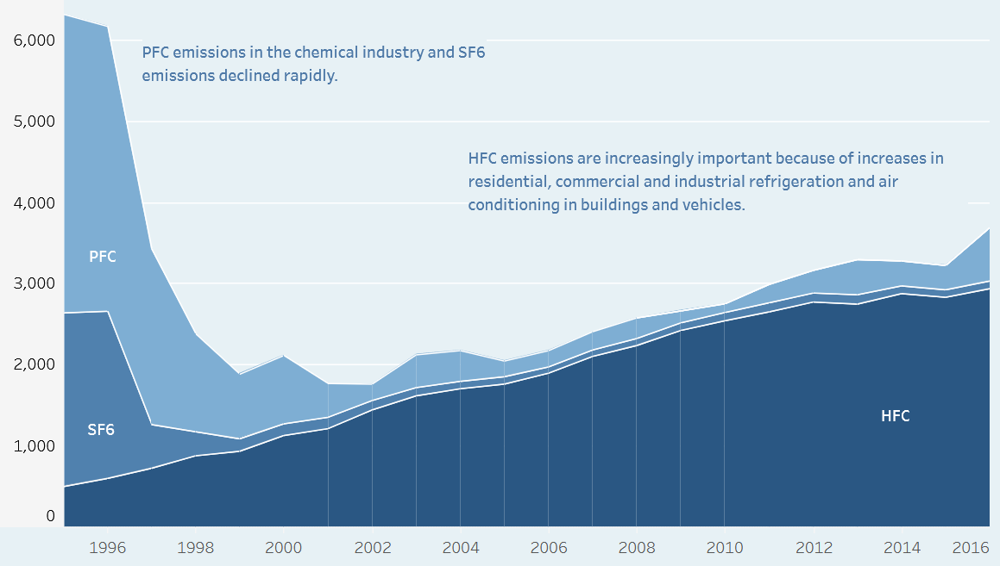 6,000
PFC emissions in the chemical industry and SF6
emissions declined rapidly.
5,000
HFC emissions are increasingly important because of increases in
residential, commercial and industrial refrigeration and air
conditioning in buildings and vehicles.
4,000
PFC
3,000
2,000
SF6
HFC
1,000
0
1996 1998 2000 2002 2004 2006 2008 2010 2012 2014 2016